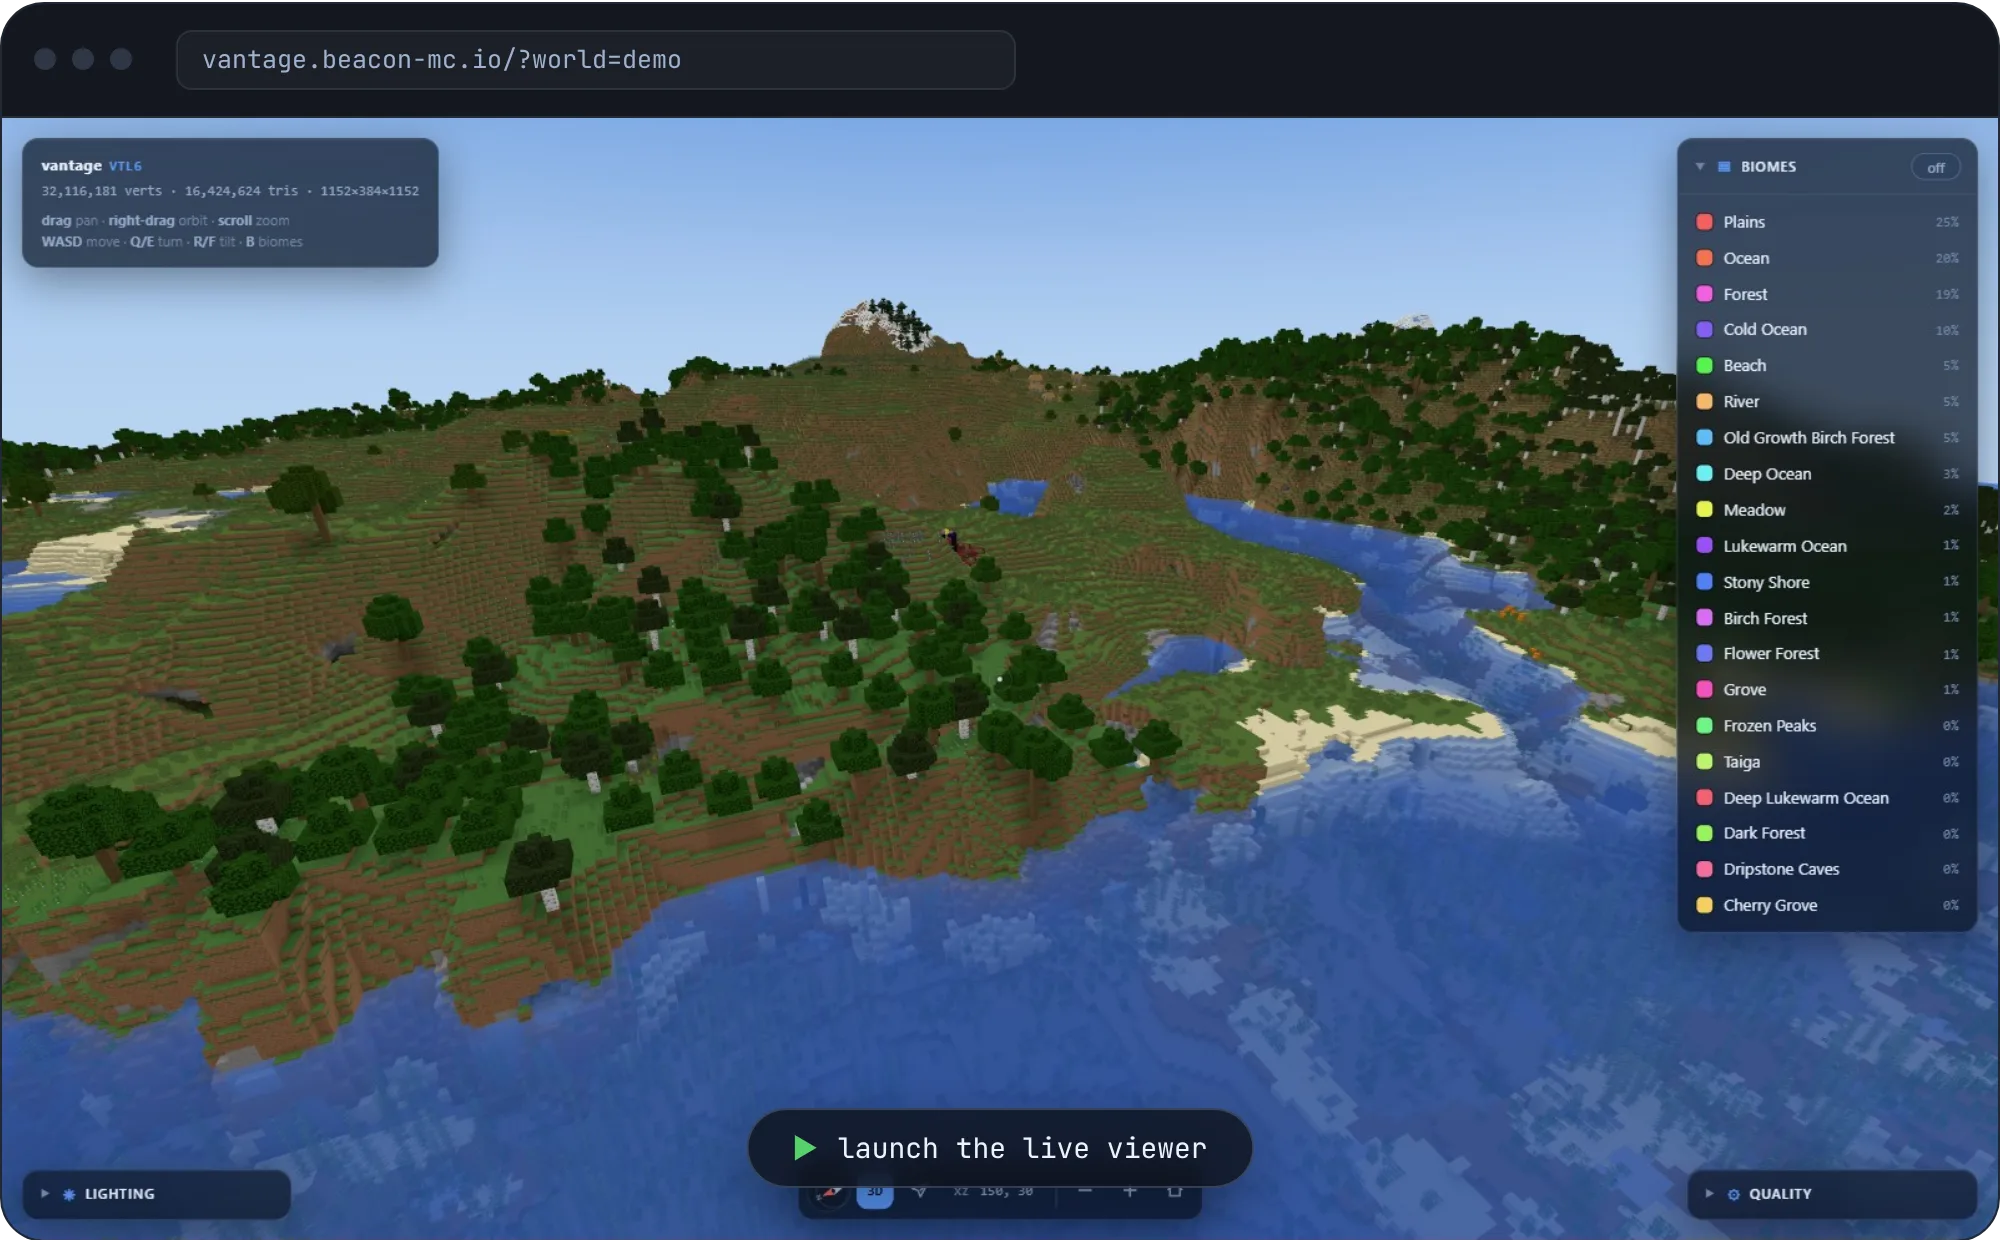 vantage.beacon-mc.io/?world=demo
vantage VTL6
32,116,181 verts · 16,424,624 tris · 1152×384×1152
drag pan · right-drag orbit · scroll zoom
WASD move · Q/E turn · R/F tilt · B biomes
BIOMES off
Plains 25%
Ocean 20%
Forest 19%
Cold Ocean 10%
Beach 5%
River 5%
Old Growth Birch Forest 5%
Deep Ocean 3%
Meadow 2%
Lukewarm Ocean 1%
Stony Shore 1%
Birch Forest 1%
Flower Forest 1%
Grove 1%
Frozen Peaks 0%
Taiga 0%
Deep Lukewarm Ocean 0%
Dark Forest 0%
Dripstone Caves 0%
Cherry Grove 0%
launch the live viewer
LIGHTING
3D xz 150, 30 − +
QUALITY